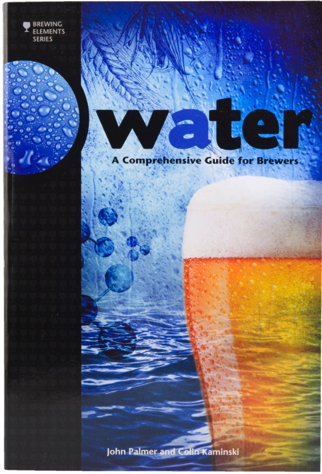 BREWING
ELEMENTS
SERIES
water
A Comprehensive Guide for Brewers
John Palmer and Colin Kaminski